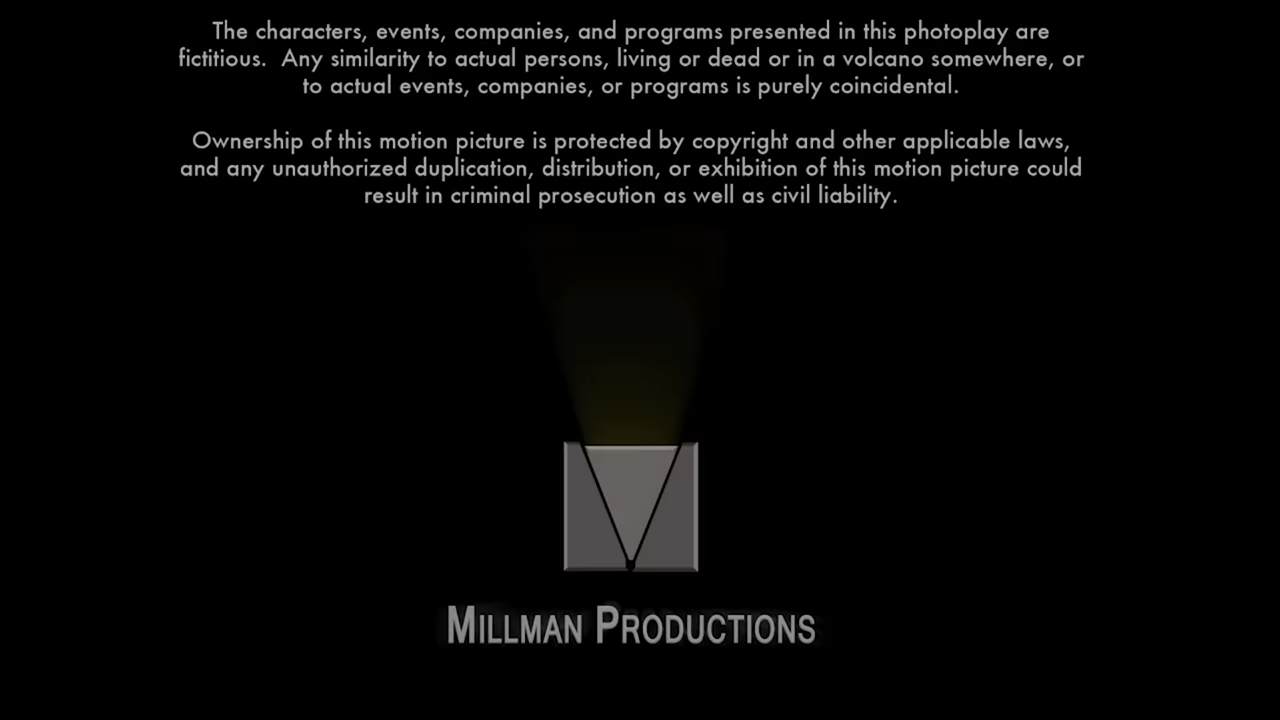 The characters, events, companies, and programs presented in this photoplay are
fictitious.  Any similarity to actual persons, living or dead or in a volcano somewhere, or
to actual events, companies, or programs is purely coincidental.
Ownership of this motion picture is protected by copyright and other applicable laws,
and any unauthorized duplication, distribution, or exhibition of this motion picture could
result in criminal prosecution as well as civil liability.
MILLMAN PRODUCTIONS